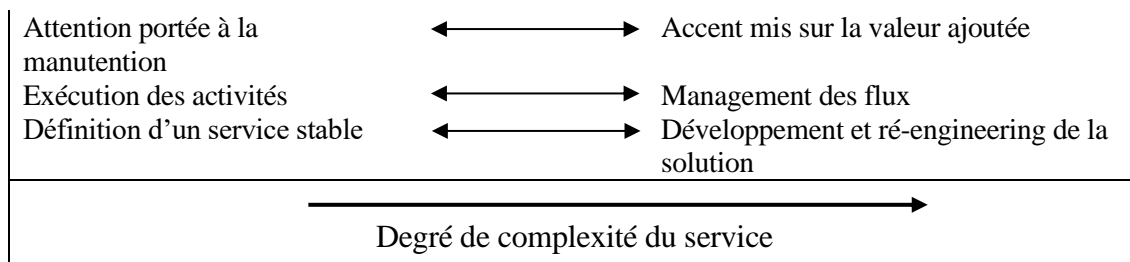 Attention portée à la Accent mis sur la valeur ajoutée
manutention
Exécution des activités Management des flux
Définition d'un service stable Développement et ré-engineering de la
solution
Degré de complexité du service